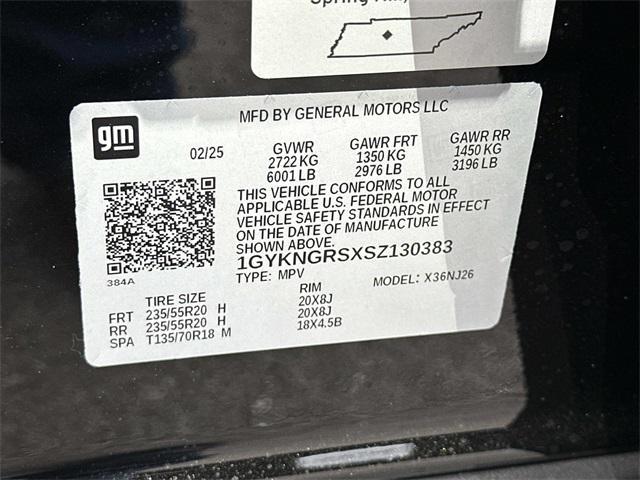 Spring Hill,
gm
MFD BY GENERAL MOTORS LLC
02/25
GVWR GAWR FRT GAWR RR
2722 KG 1350 KG 1450 KG
6001 LB 2976 LB 3196 LB
THIS VEHICLE CONFORMS TO ALL
APPLICABLE U.S. FEDERAL MOTOR
VEHICLE SAFETY STANDARDS IN EFFECT
ON THE DATE OF MANUFACTURE
SHOWN ABOVE.
1GYKNGRSXSZ130383
TYPE: MPV MODEL: X36NJ26
384A
TIRE SIZE RIM
FRT 235/55R20 H 20X8J
RR 235/55R20 H 20X8J
SPA T135/70R18 M 18X4.5B